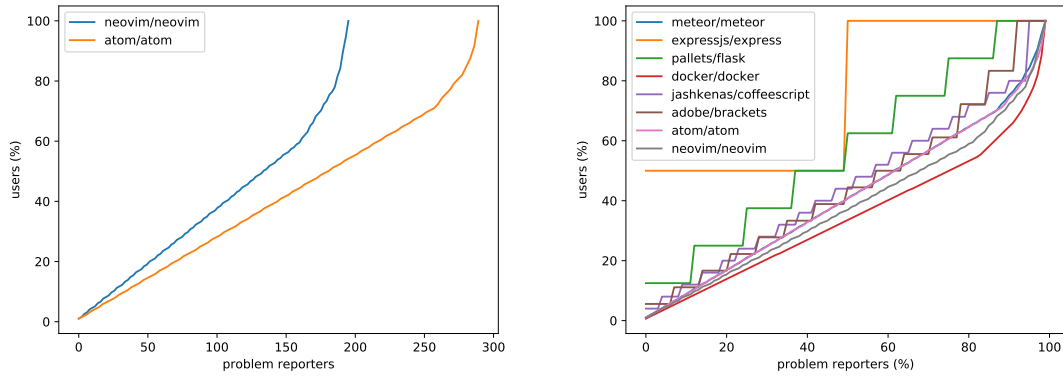 neovim/neovim
atom/atom
100
80
60
40
20
0
users (%)
0
50
100
150
200
250
300
problem reporters
meteor/meteor
expressjs/express
pallets/flask
docker/docker
jashkenas/coffeescript
adobe/brackets
atom/atom
neovim/neovim
100
80
60
40
20
0
users (%)
0
20
40
60
80
100
problem reporters (%)